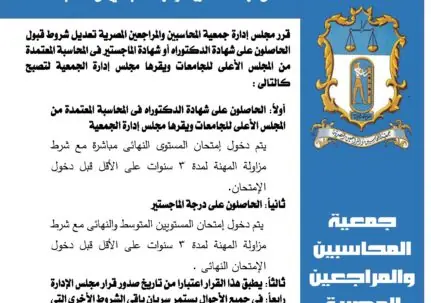 قرر مجلس إدارة جمعية المحاسبين والمراجعين المصرية تعديل شروط قبول
الحاصلون على شهادة الدكتوراه أو شهادة الماجستير فى المحاسبة المعتمدة
من المجلس الأعلى للجامعات ويقرها مجلس إدارة الجمعية لتصبح
كالتالى :
أولاً: الحاصلون على شهادة الدكتوراه فى المحاسبة المعتمدة من
المجلس الأعلى للجامعات ويقرها مجلس إدارة الجمعية
يتم دخول إمتحان المستوى النهائى مباشرة مع شرط
مزاولة المهنة لمدة ٣ سنوات على الأقل قبل دخول
الإمتحان.
ثانياً: الحاصلون على درجة الماجستير
يتم دخول إمتحان المستويين المتوسط والنهائى مع شرط
مزاولة المهنة لمدة ٣ سنوات على الأقل قبل دخول
الإمتحان النهائى .
ثالثاً: يطبق هذا القرار اعتبارا من تاريخ صدور قرار مجلس الإدارة
رابعاً: فى جميع الأحوال يستمر سريان باقى الشروط الأخرى التى
جمعية
المحاسبين
والمراجعين
المصرية